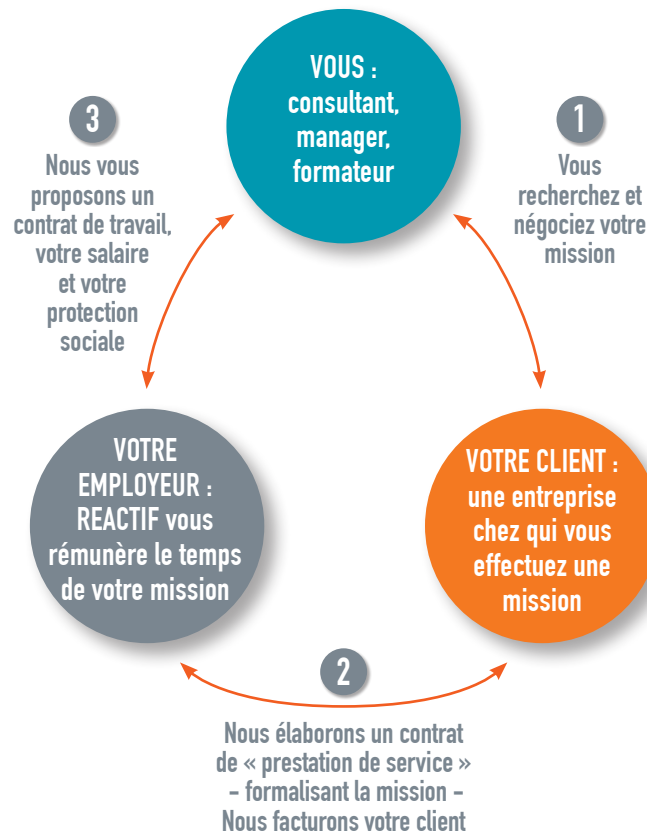 VOUS :
consultant,
manager,
formateur
1
Vous
recherchez et
négociez votre
mission
3
Nous vous
proposons un
contrat de travail,
votre salaire
et votre
protection
sociale
VOTRE
EMPLOYEUR :
REACTIF vous
rémunère le temps
de votre mission
VOTRE CLIENT :
une entreprise
chez qui vous
effectuez une
mission
2
Nous élaborons un contrat
de « prestation de service »
- formalisant la mission -
Nous facturons votre client